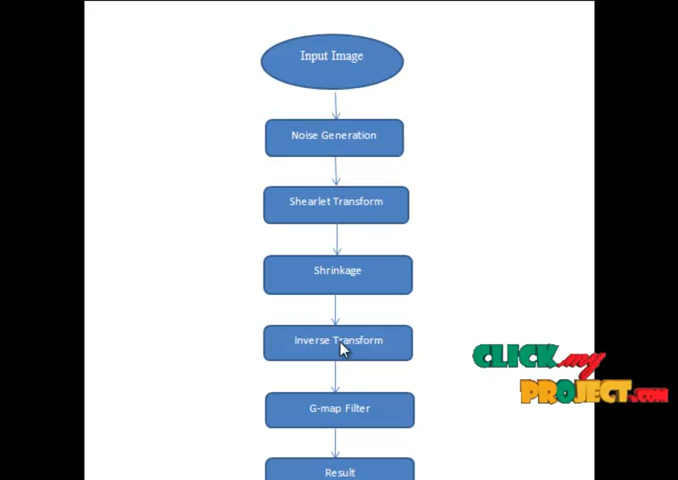 Input Image
Noise Generation
Shearlet Transform
Shrinkage
Inverse Transform
G-map Filter
Result
CLICK my
PROJECT.COM